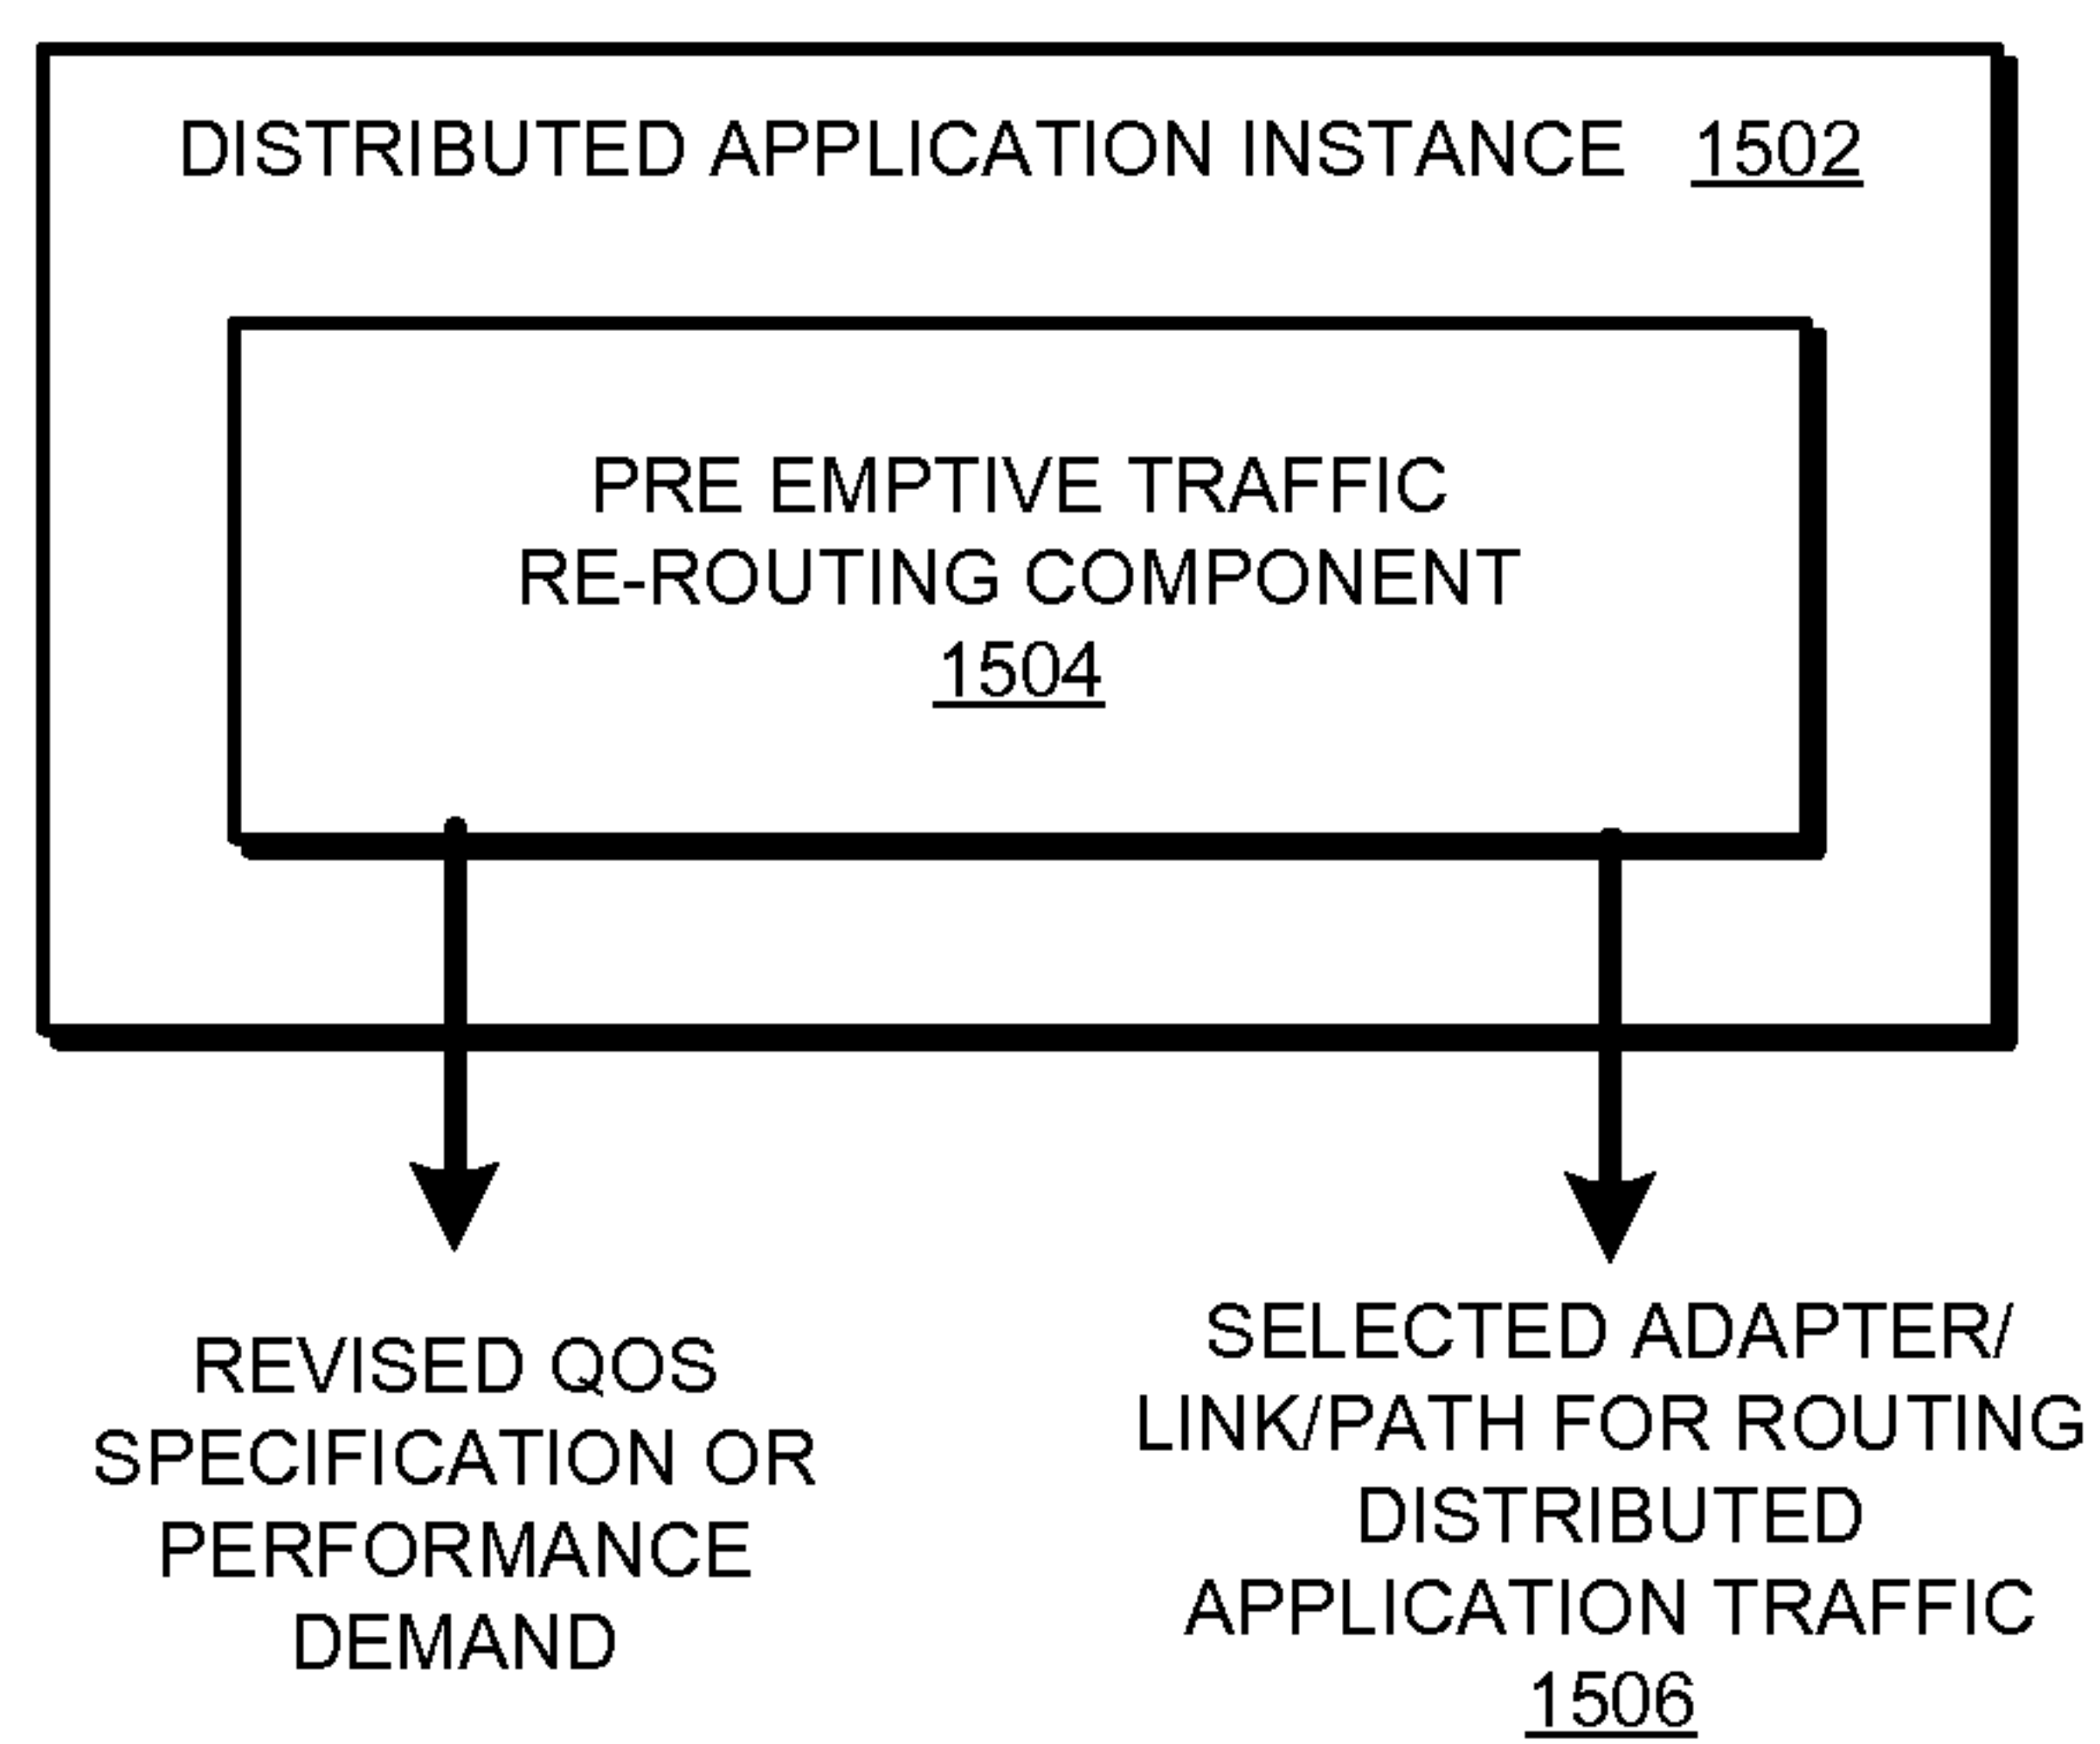 DISTRIBUTED APPLICATION INSTANCE 1502
PRE EMPTIVE TRAFFIC
RE-ROUTING COMPONENT
1504
REVISED QOS
SPECIFICATION OR
PERFORMANCE
DEMAND
SELECTED ADAPTER/
LINK/PATH FOR ROUTING
DISTRIBUTED
APPLICATION TRAFFIC
1506